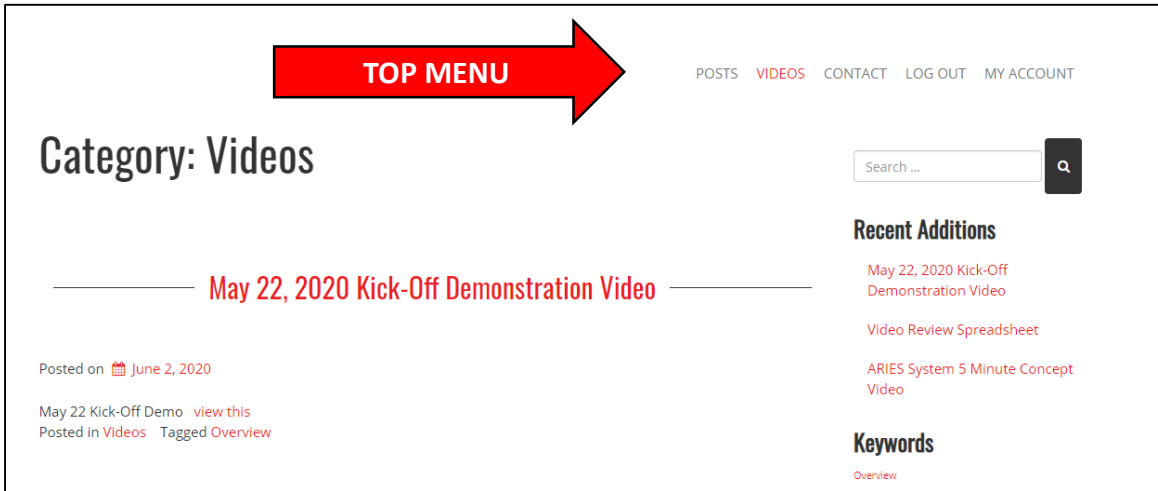 TOP MENU
POSTS VIDEOS CONTACT LOG OUT MY ACCOUNT
Category: Videos
May 22, 2020 Kick-Off Demonstration Video
Posted on June 2, 2020
May 22 Kick-Off Demo view this
Posted in Videos Tagged Overview
Search ...
Recent Additions
May 22, 2020 Kick-Off
Demonstration Video
Video Review Spreadsheet
ARIES System 5 Minute Concept
Video
Keywords
Overview